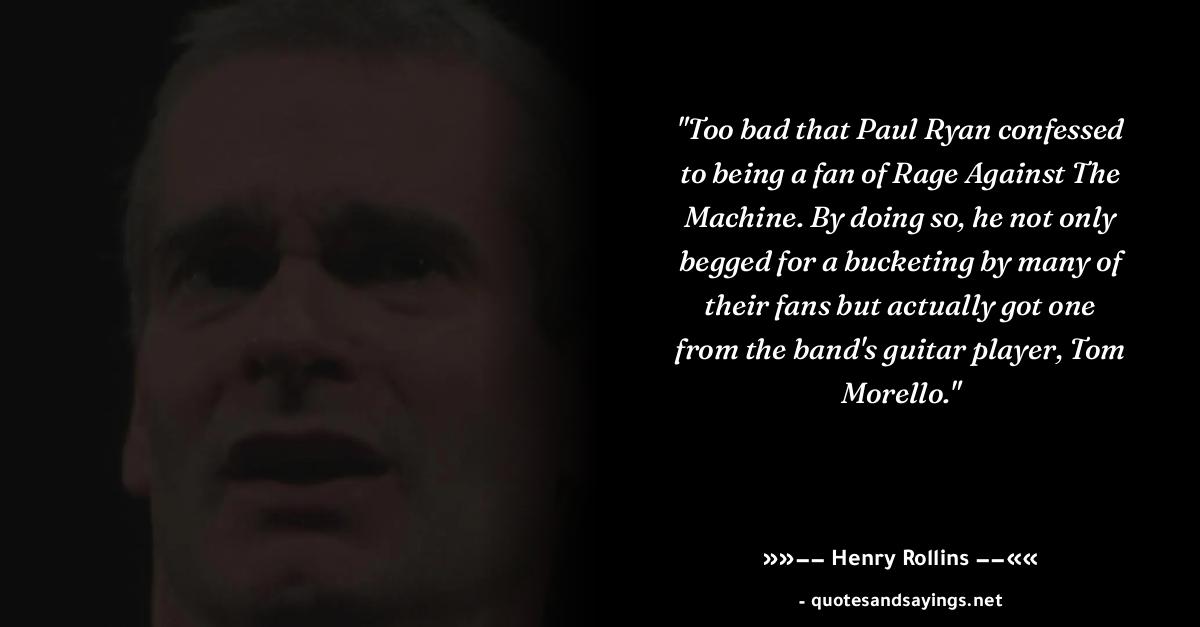 "Too bad that Paul Ryan confessed
to being a fan of Rage Against The
Machine. By doing so, he not only
begged for a bucketing by many of
their fans but actually got one
from the band's guitar player, Tom
Morello."
»»−− Henry Rollins −−««
- quotesandsayings.net